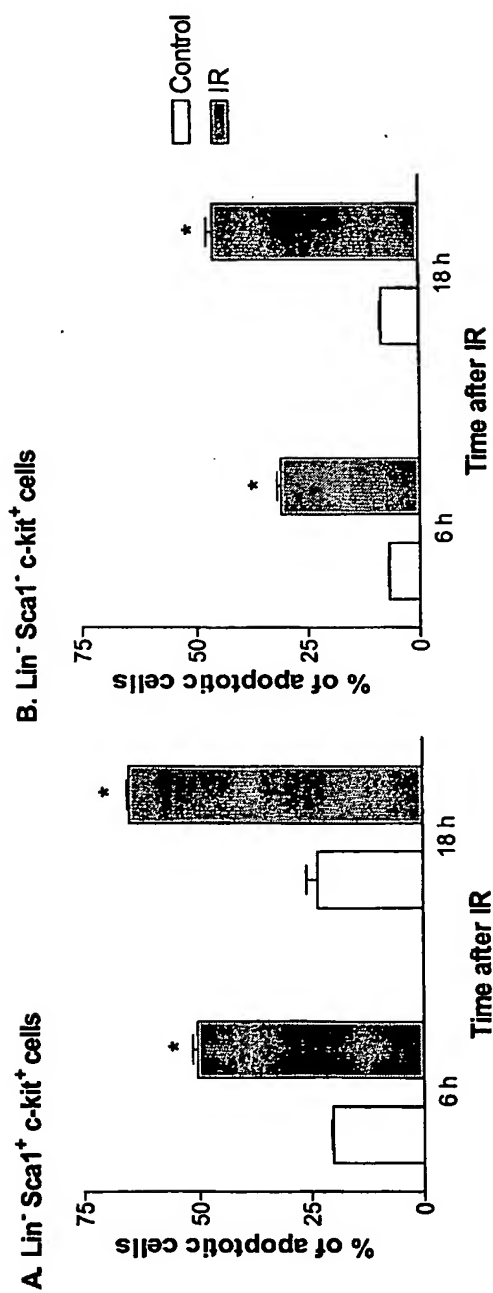 A. Lin⁻ Sca1⁺ c-kit⁺ cells
% of apoptotic cells
75
50
25
0
*
*
6 h
18 h
Time after IR
B. Lin⁻ Sca1⁻ c-kit⁺ cells
% of apoptotic cells
75
50
25
0
*
*
6 h
18 h
Time after IR
Control
IR